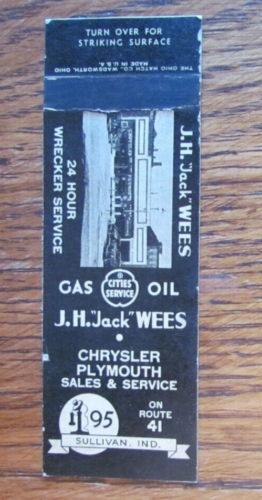 TURN OVER FOR
STRIKING SURFACE
THE OHIO MATCH CO. WADSWORTH, OHIO
MADE IN U.S.A.
J.H. "Jack" WEES
24 HOUR
WRECKER SERVICE
GAS CITIES SERVICE OIL
J.H. "Jack" WEES
CHRYSLER
PLYMOUTH
SALES & SERVICE
95
ON
ROUTE
41
SULLIVAN, IND.